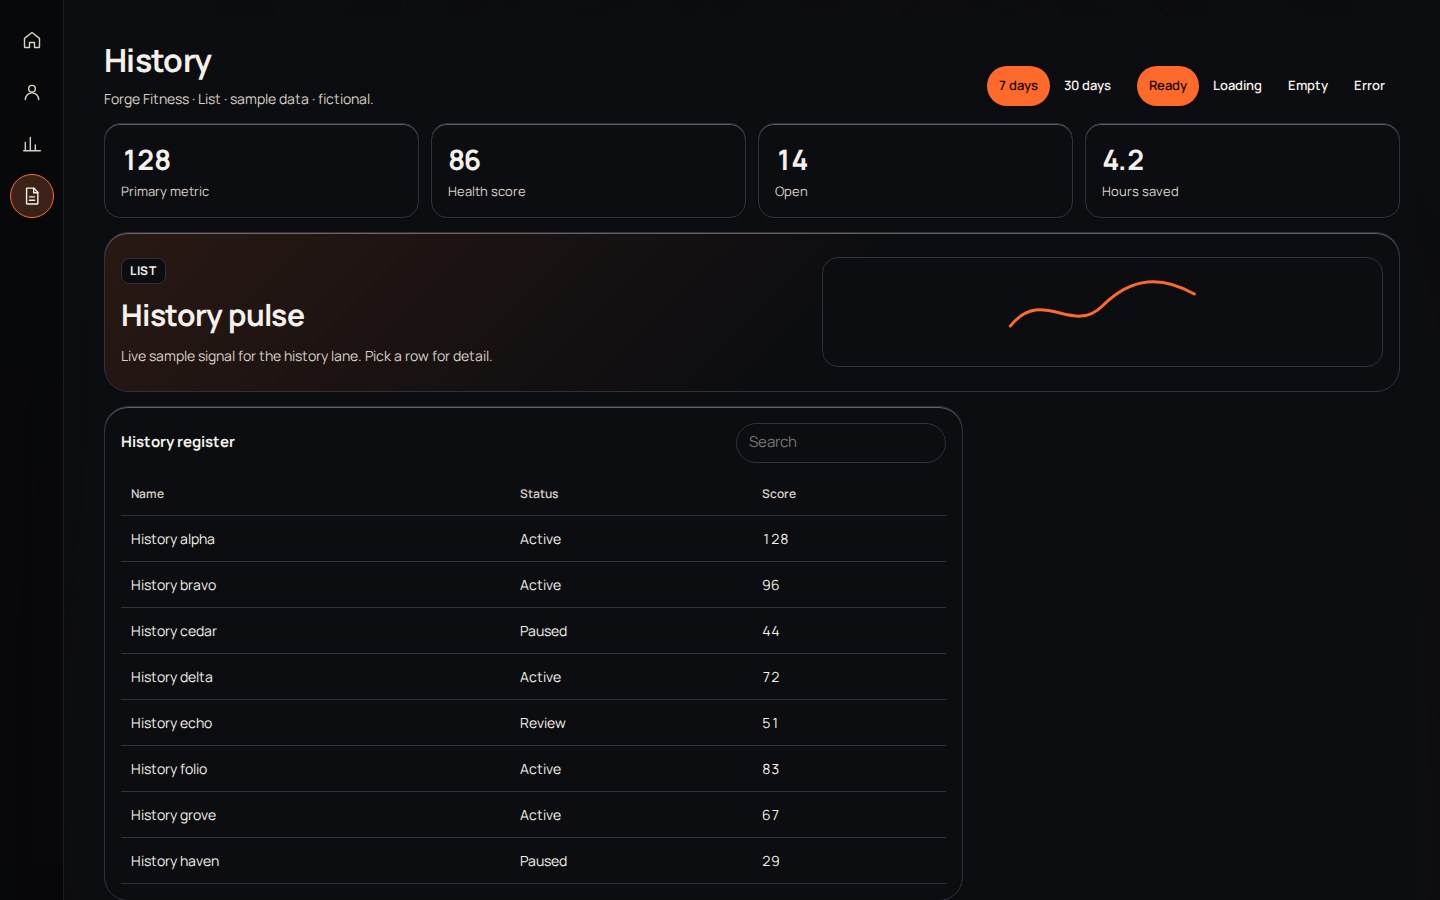 History
Forge Fitness · List · sample data · fictional.
7 days 30 days Ready Loading Empty Error
128
Primary metric
86
Health score
14
Open
4.2
Hours saved
LIST
History pulse
Live sample signal for the history lane. Pick a row for detail.
History register
Search
Name Status Score
History alpha Active 128
History bravo Active 96
History cedar Paused 44
History delta Active 72
History echo Review 51
History folio Active 83
History grove Active 67
History haven Paused 29